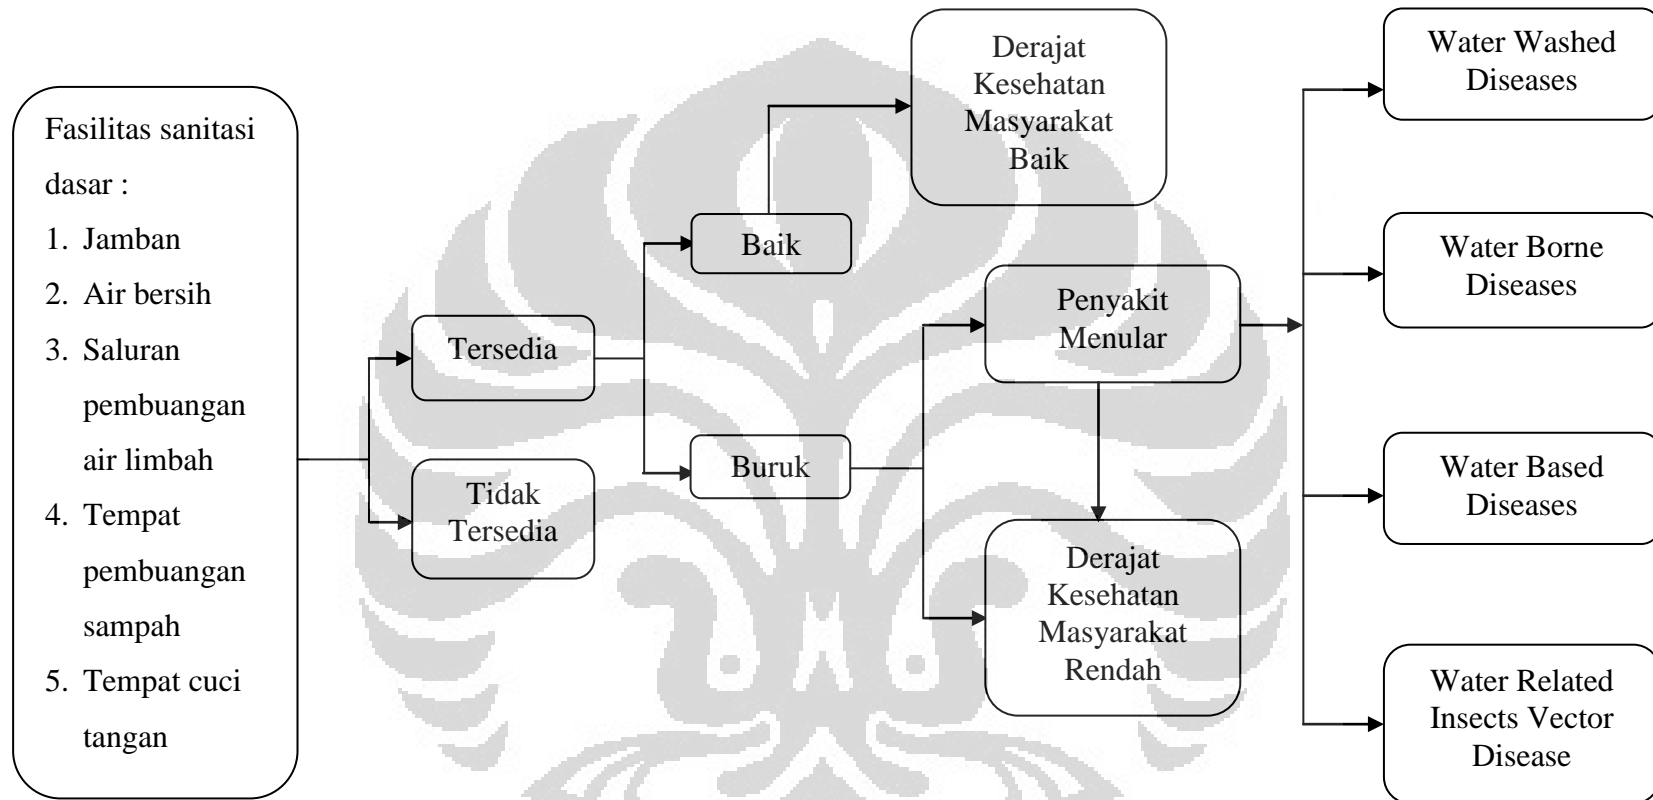 Fasilitas sanitasi
dasar :
1. Jamban
2. Air bersih
3. Saluran
pembuangan
air limbah
4. Tempat
pembuangan
sampah
5. Tempat cuci
tangan
Tersedia
Tidak
Tersedia
Baik
Buruk
Derajat
Kesehatan
Masyarakat
Baik
Penyakit
Menular
Derajat
Kesehatan
Masyarakat
Rendah
Water Washed
Diseases
Water Borne
Diseases
Water Based
Diseases
Water Related
Insects Vector
Disease